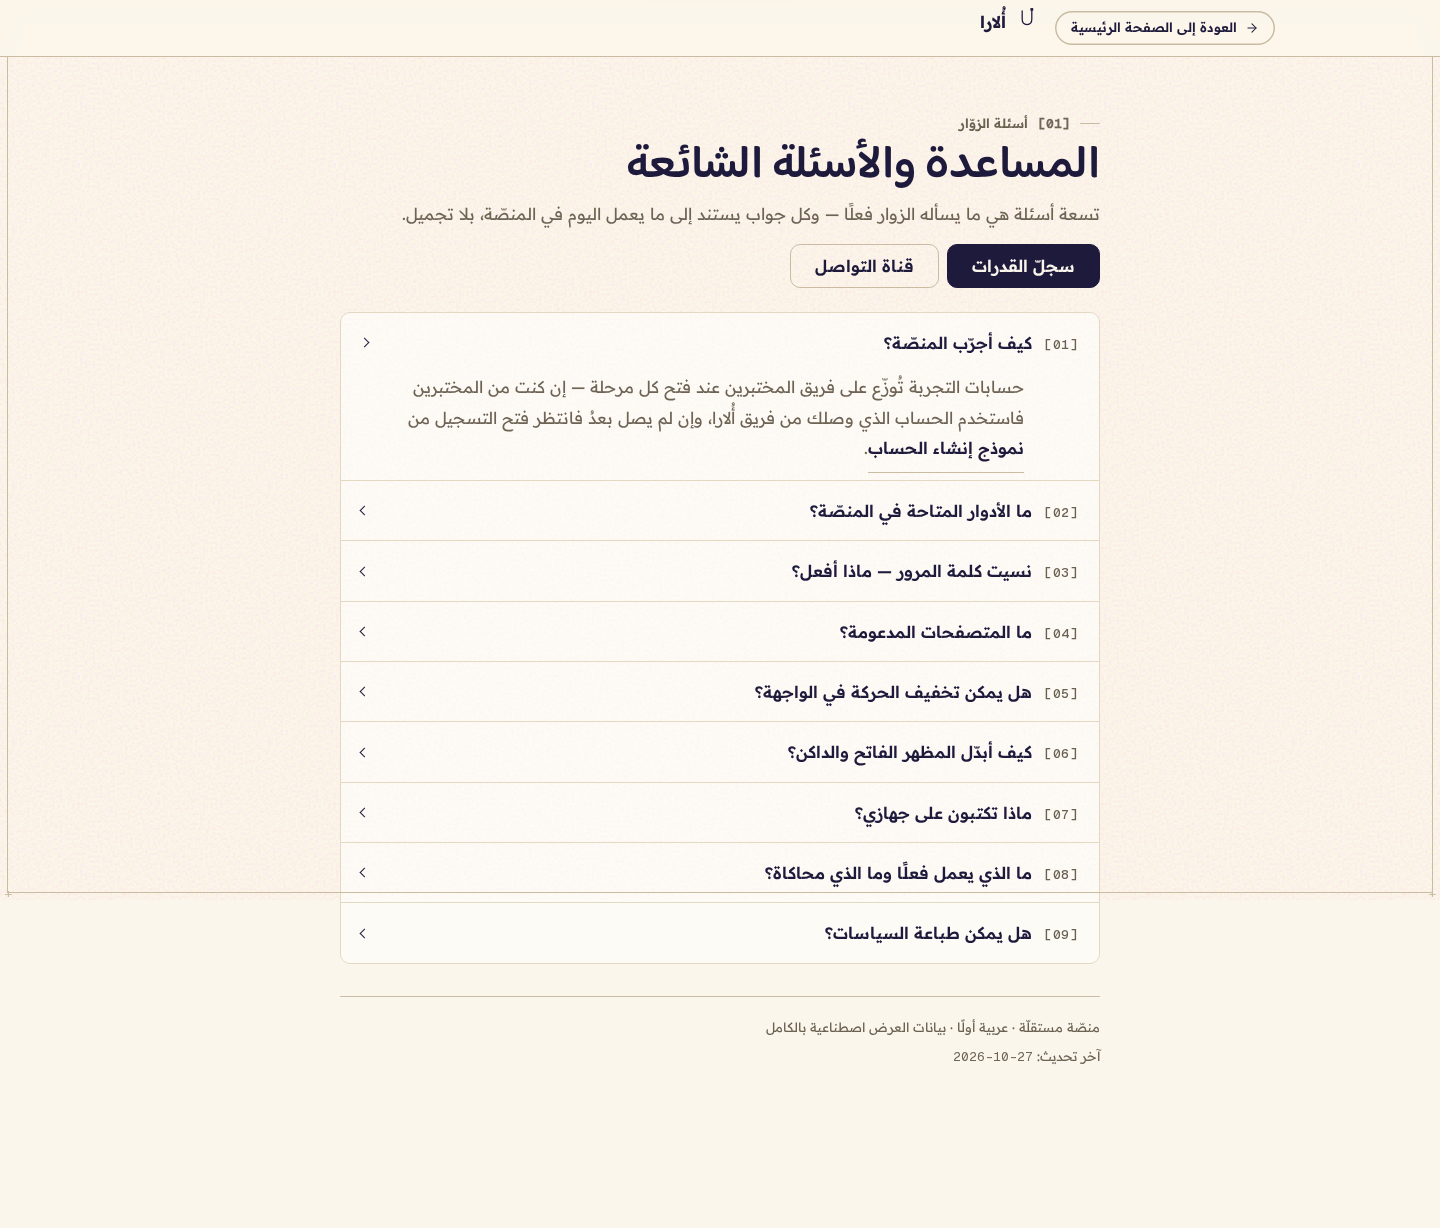 العودة إلى الصفحة الرئيسية
أُلارا
[01] أسئلة الزوّار
المساعدة والأسئلة الشائعة
تسعة أسئلة هي ما يسأله الزوار فعلًا — وكل جواب يستند إلى ما يعمل اليوم في المنصّة، بلا تجميل.
سجلّ القدرات
قناة التواصل
[01] كيف أجرّب المنصّة؟
حسابات التجربة تُوزّع على فريق المختبرين عند فتح كل مرحلة — إن كنت من المختبرين
فاستخدم الحساب الذي وصلك من فريق أُلارا، وإن لم يصل بعدُ فانتظر فتح التسجيل من
نموذج إنشاء الحساب.
[02] ما الأدوار المتاحة في المنصّة؟
[03] نسيت كلمة المرور — ماذا أفعل؟
[04] ما المتصفحات المدعومة؟
[05] هل يمكن تخفيف الحركة في الواجهة؟
[06] كيف أبدّل المظهر الفاتح والداكن؟
[07] ماذا تكتبون على جهازي؟
[08] ما الذي يعمل فعلًا وما الذي محاكاة؟
[09] هل يمكن طباعة السياسات؟
منصّة مستقلّة · عربية أولًا · بيانات العرض اصطناعية بالكامل
آخر تحديث: 27-10-2026